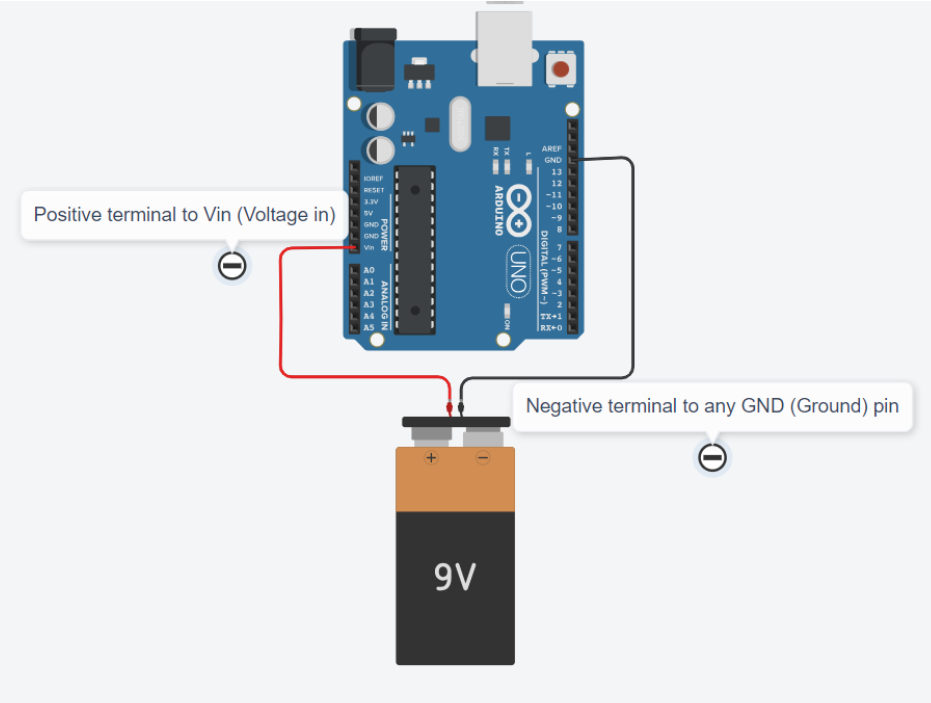 AREF
GND
13
12
~11
~10
~9
8
7
~6
~5
4
~3
2
TX→1
RX←0
DIGITAL (PWM~)
IOREF
RESET
3.3V
5V
GND
GND
Vin
POWER
A0
A1
A2
A3
A4
A5
ANALOG IN
TX
RX
L
ARDUINO
UNO
ON
Positive terminal to Vin (Voltage in)
Negative terminal to any GND (Ground) pin
+
−
9V